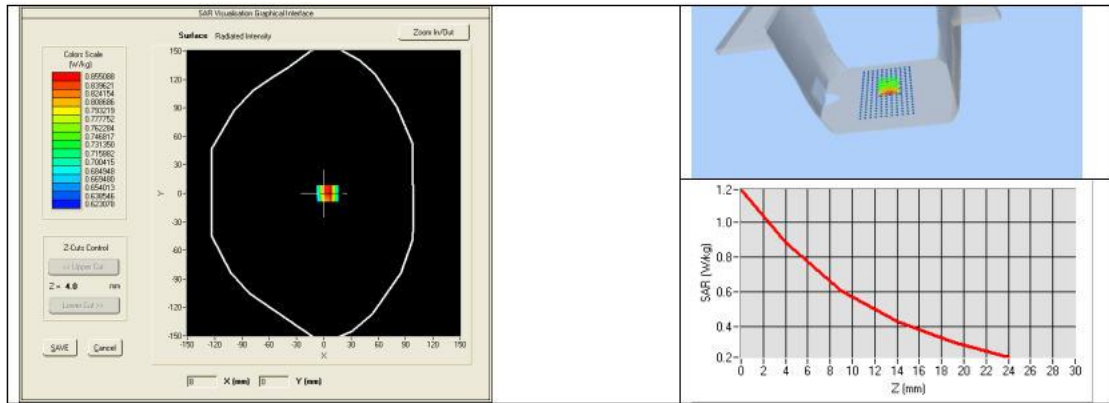 SAR Visualisation Graphical Interface
Surface Radiated Intensity
Zoom In/Out
Colors Scale
(W/kg)
0.855088
0.839621
0.824154
0.808686
0.793219
0.777752
0.762284
0.746817
0.731350
0.715882
0.700415
0.684948
0.669480
0.654013
0.638546
0.623078
Z-Cuts Control
<< Upper Cut
Z = 4.0 mm
Lower Cut >>
SAVE Cancel
150
120
90
60
30
0
-30
-60
-90
-120
-150
Y
-150 -120 -90 -60 -30 0 30 60 90 120 150
X
8 X (mm) 0 Y (mm)
1.2
1.0
0.8
0.6
0.4
0.2
SAR (W/kg)
0 2 4 6 8 10 12 14 16 18 20 22 24 26 30
Z (mm)